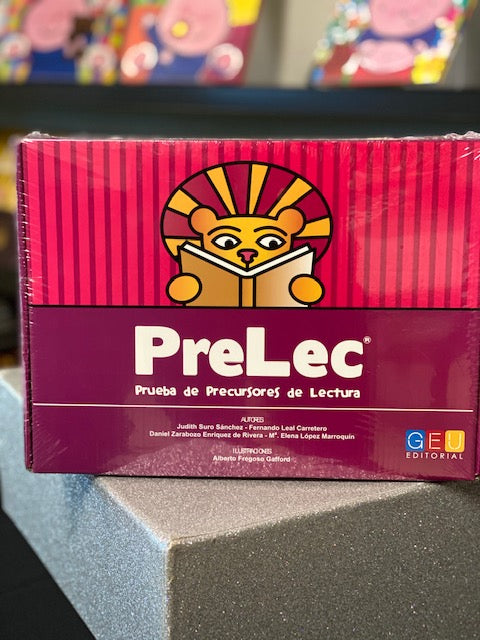 PreLec®
Prueba de Precursores de Lectura
AUTORES
Judith Suro Sánchez - Fernando Leal Carretero
Daniel Zarabozo Enriquez de Rivera - Mª. Elena López Marroquín
ILUSTRACIONES
Alberto Fregoso Gafford
GEU
EDITORIAL